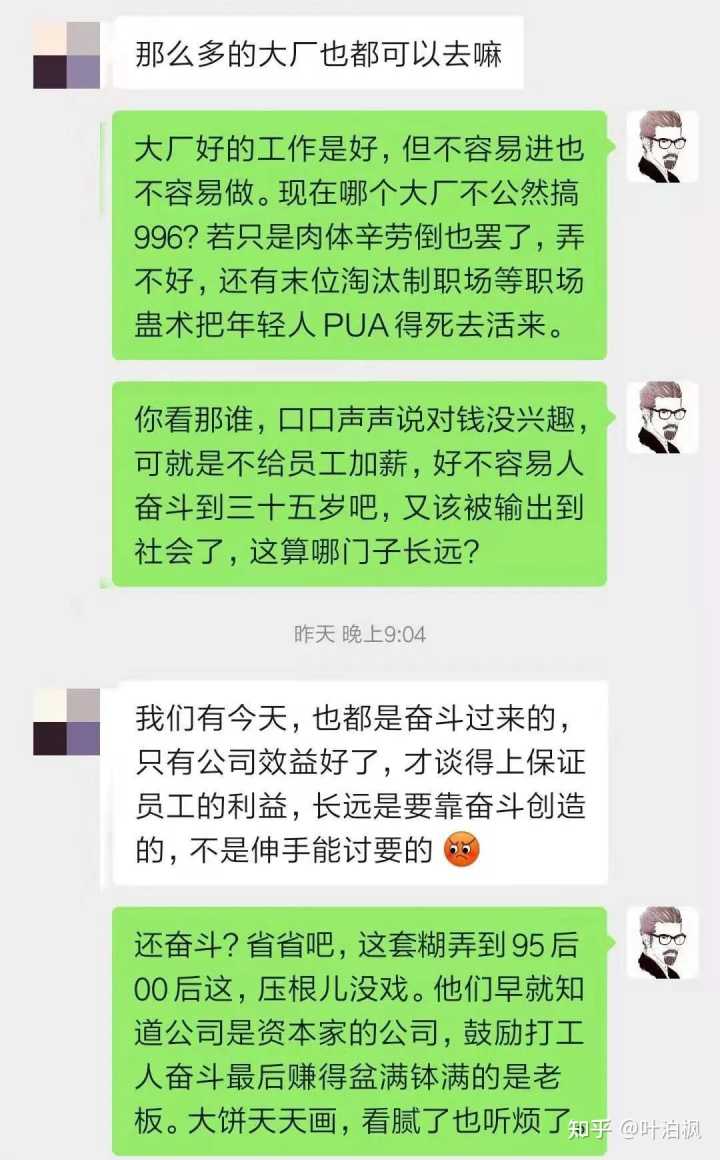 那么多的大厂也都可以去嘛
大厂好的工作是好，但不容易进也
不容易做。现在哪个大厂不公然搞
996？若只是肉体辛劳倒也罢了，弄
不好，还有末位淘汰制职场等职场
蛊术把年轻人PUA得死去活来。
你看那谁，口口声声说对钱没兴趣，
可就是不给员工加薪，好不容易人
奋斗到三十五岁吧，又该被输出到
社会了，这算哪门子长远？
昨天 晚上9:04
我们有今天，也都是奋斗过来的，
只有公司效益好了，才谈得上保证
员工的利益，长远是要靠奋斗创造
的，不是伸手能讨要的
还奋斗？省省吧，这套糊弄到95后
00后这，压根儿没戏。他们早就知
道公司是资本家的公司，鼓励打工
人奋斗最后赚得盆满钵满的是老
板。大饼天天画，看腻了也听烦了。
知乎 @叶泊枫